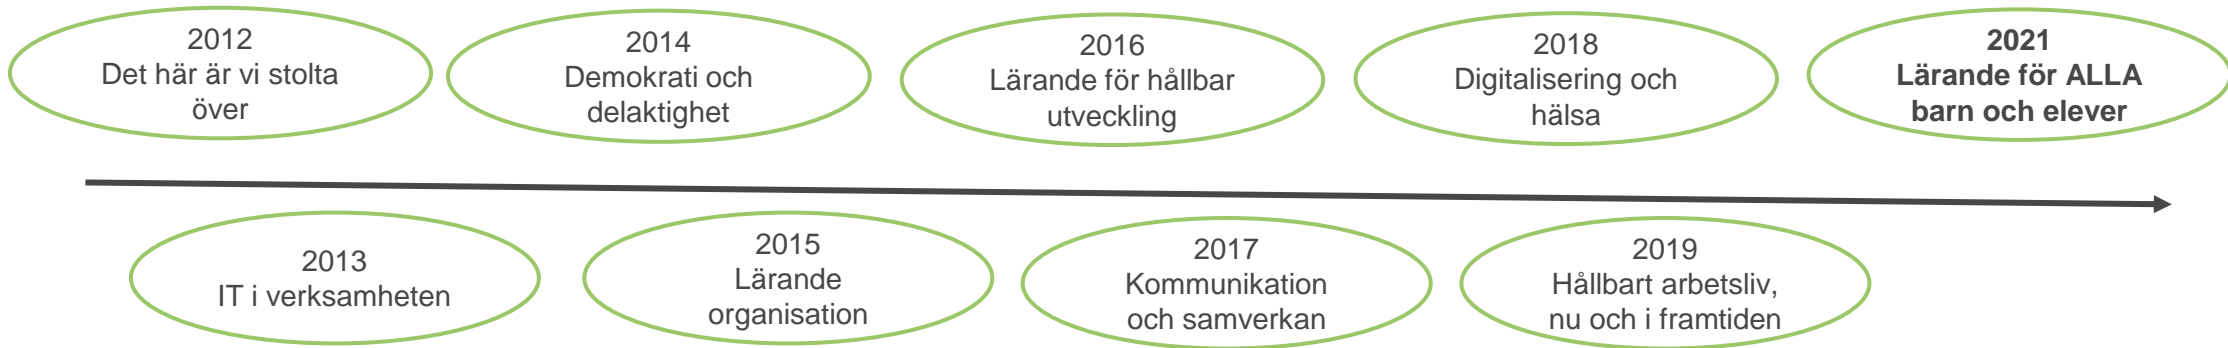 2012
Det här är vi stolta
över
2014
Demokrati och
delaktighet
2016
Lärande för hållbar
utveckling
2018
Digitalisering och
hälsa
2021
Lärande för ALLA
barn och elever
2013
IT i verksamheten
2015
Lärande
organisation
2017
Kommunikation
och samverkan
2019
Hållbart arbetsliv,
nu och i framtiden